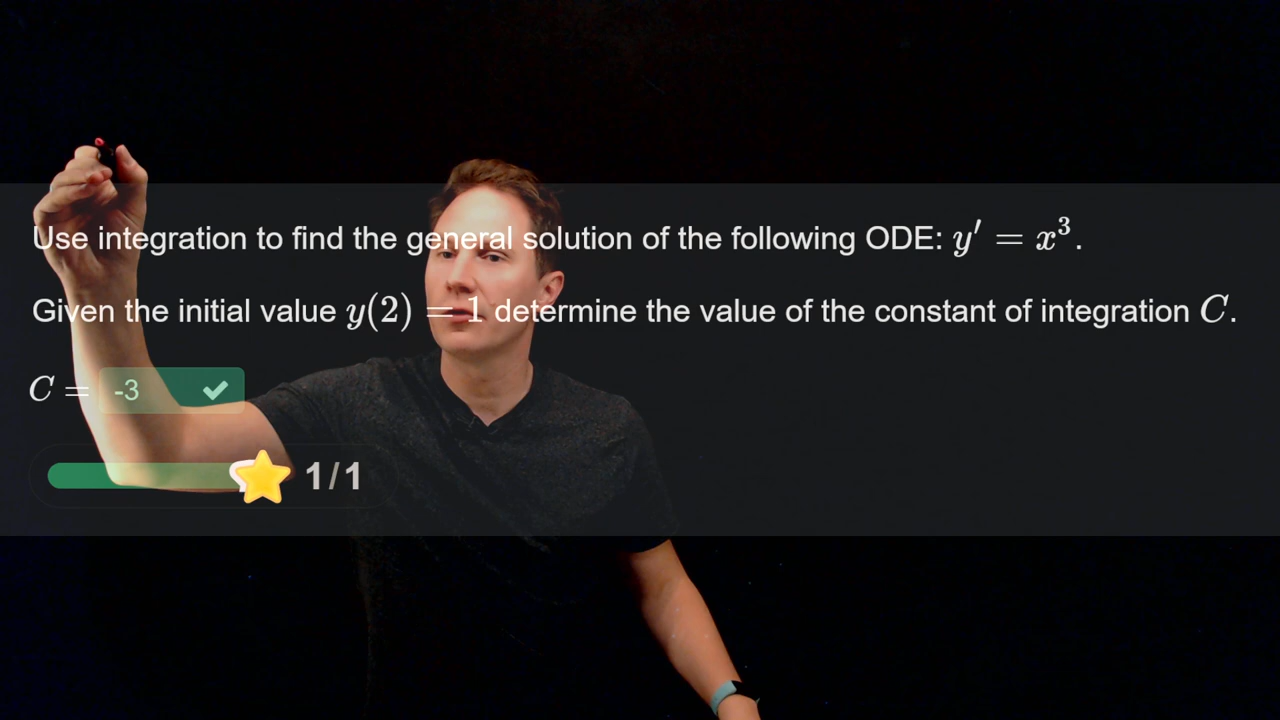 Use integration to find the general solution of the following ODE: y′ = x³.
Given the initial value y(2) = 1 determine the value of the constant of integration C.
C = -3
1/1